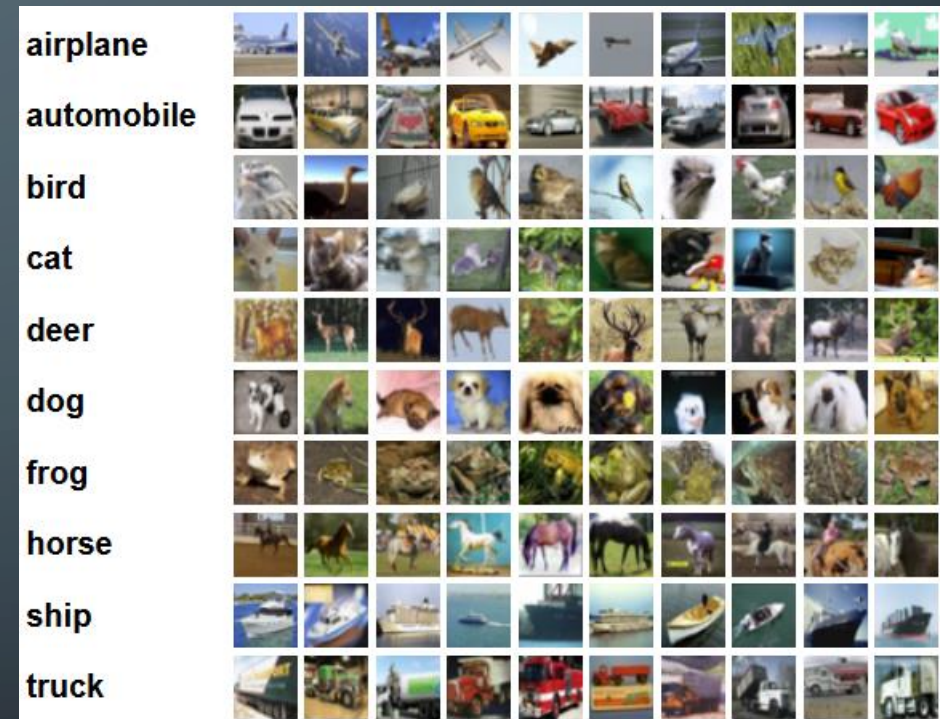 airplane
automobile
bird
cat
deer
dog
frog
horse
ship
truck